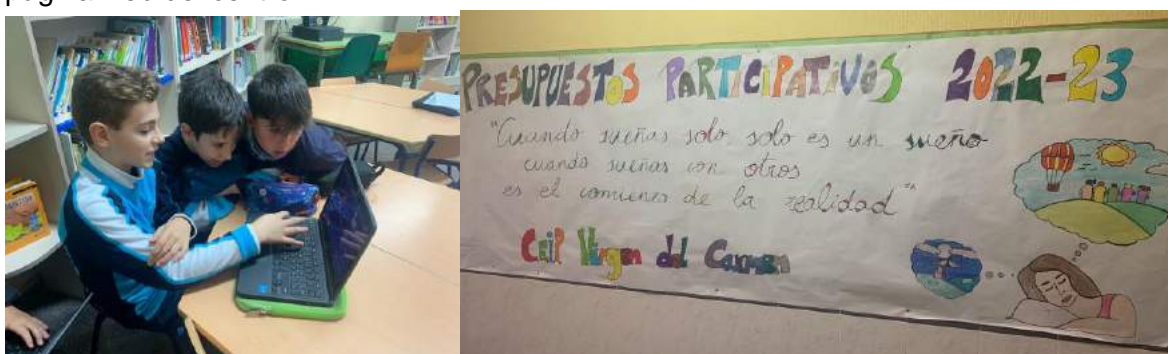 PRESUPUESTOS PARTICIPATIVOS 2022-23
"Cuando sueñas solo, solo es un sueño
cuando sueñas con otros
es el comienzo de la realidad"
CEIP Virgen del Carmen